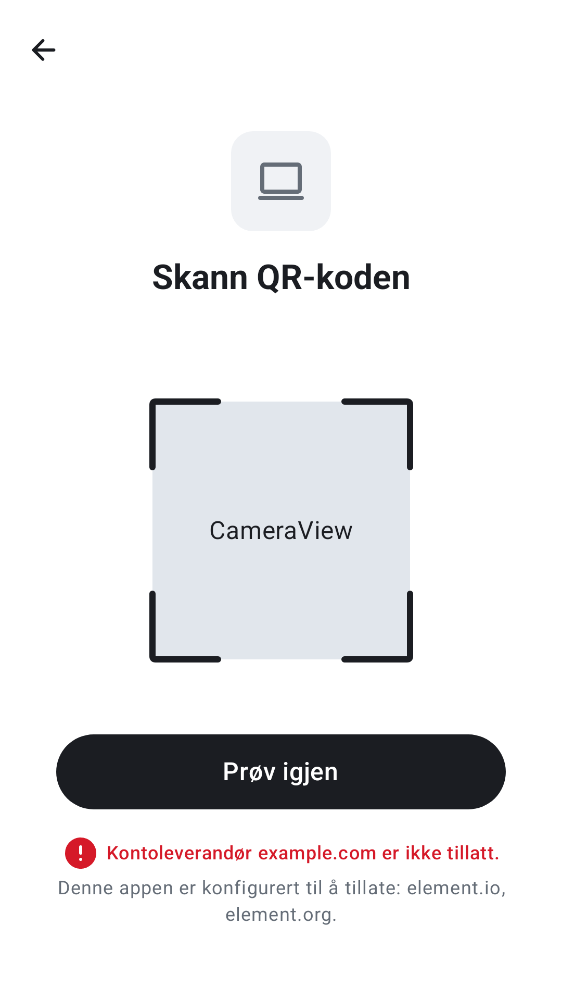 Skann QR-koden
CameraView
Prøv igjen
Kontoleverandør example.com er ikke tillatt.
Denne appen er konfigurert til å tillate: element.io,
element.org.